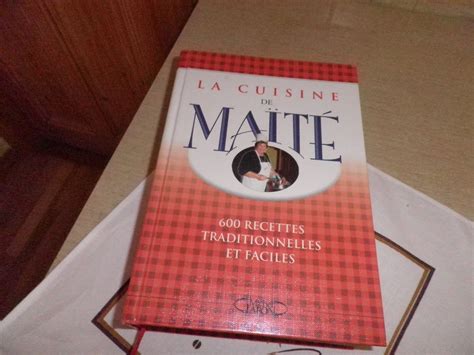 LA CUISINE
DE
MAÏTÉ
600 RECETTES
TRADITIONNELLES
ET FACILES